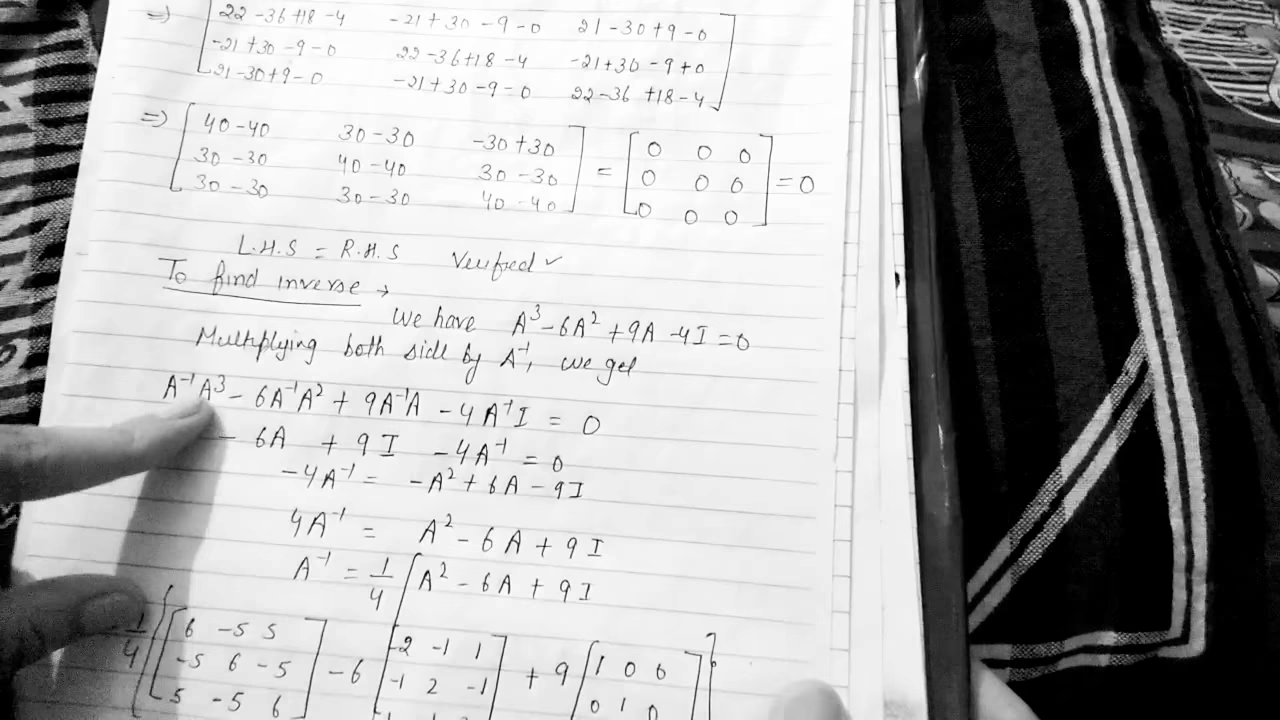 => [ 22-36+18-4 -21+30-9-0 21-30+9-0
-21+30-9-0 22-36+18-4 -21+30-9+0
21-30+9-0 -21+30-9-0 22-36+18-4 ]
=> [ 40-40 30-30 -30+30 ] = [ 0 0 0 ] = 0
30-30 40-40 30-30 0 0 0
30-30 30-30 40-40 0 0 0
L.H.S = R.H.S Verified ✓
To find inverse →
We have A³-6A²+9A-4I=0
Multiplying both side by A⁻¹, we get
A⁻¹A³ - 6A⁻¹A² + 9A⁻¹A - 4A⁻¹I = 0
- 6A + 9I - 4A⁻¹ = 0
-4A⁻¹ = -A²+6A-9I
4A⁻¹ = A²-6A+9I
A⁻¹ = 1/4 [A²-6A+9I
1/4 { [ 6 -5 5 ] - 6 [ 2 -1 1 ] + 9 [ 1 0 0 ] }
-5 6 -5 -1 2 -1 0 1 0
5 -5 6